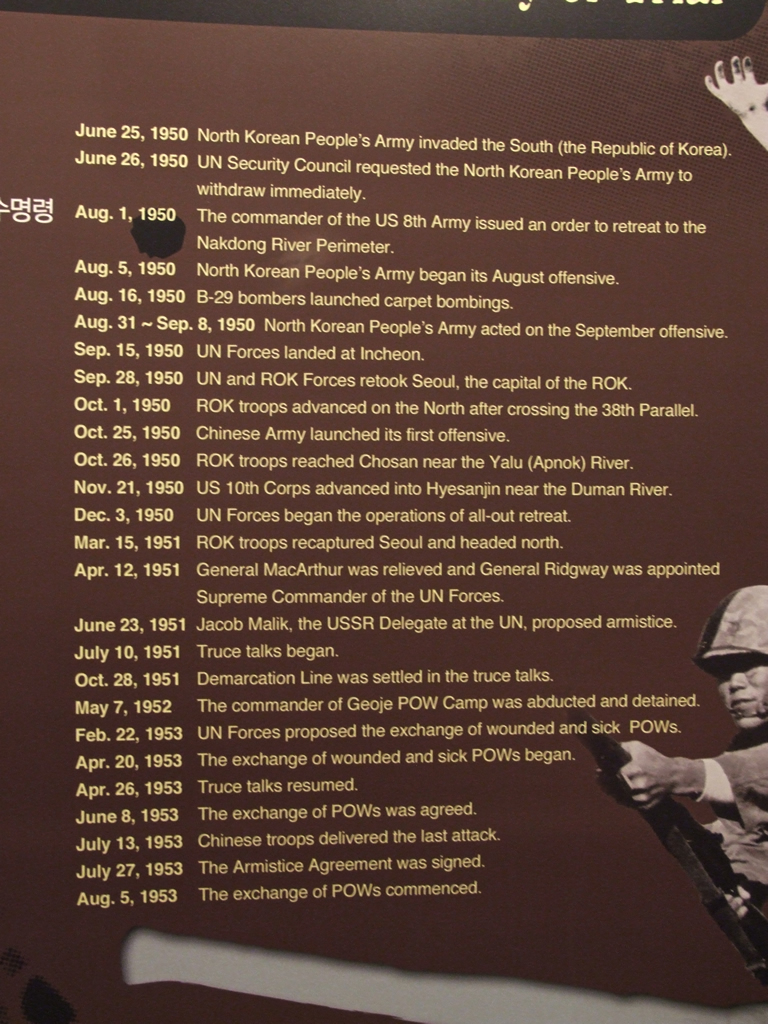 June 25, 1950 North Korean People's Army invaded the South (the Republic of Korea).
June 26, 1950 UN Security Council requested the North Korean People's Army to
withdraw immediately.
명령
Aug. 1, 1950 The commander of the US 8th Army issued an order to retreat to the
Nakdong River Perimeter.
Aug. 5, 1950 North Korean People's Army began its August offensive.
Aug. 16, 1950 B-29 bombers launched carpet bombings.
Aug. 31 ~ Sep. 8, 1950 North Korean People's Army acted on the September offensive.
Sep. 15, 1950 UN Forces landed at Incheon.
Sep. 28, 1950 UN and ROK Forces retook Seoul, the capital of the ROK.
Oct. 1, 1950 ROK troops advanced on the North after crossing the 38th Parallel.
Oct. 25, 1950 Chinese Army launched its first offensive.
Oct. 26, 1950 ROK troops reached Chosan near the Yalu (Apnok) River.
Nov. 21, 1950 US 10th Corps advanced into Hyesanjin near the Duman River.
Dec. 3, 1950 UN Forces began the operations of all-out retreat.
Mar. 15, 1951 ROK troops recaptured Seoul and headed north.
Apr. 12, 1951 General MacArthur was relieved and General Ridgway was appointed
Supreme Commander of the UN Forces.
June 23, 1951 Jacob Malik, the USSR Delegate at the UN, proposed armistice.
July 10, 1951 Truce talks began.
Oct. 28, 1951 Demarcation Line was settled in the truce talks.
May 7, 1952 The commander of Geoje POW Camp was abducted and detained.
Feb. 22, 1953 UN Forces proposed the exchange of wounded and sick POWs.
Apr. 20, 1953 The exchange of wounded and sick POWs began.
Apr. 26, 1953 Truce talks resumed.
June 8, 1953 The exchange of POWs was agreed.
July 13, 1953 Chinese troops delivered the last attack.
July 27, 1953 The Armistice Agreement was signed.
Aug. 5, 1953 The exchange of POWs commenced.